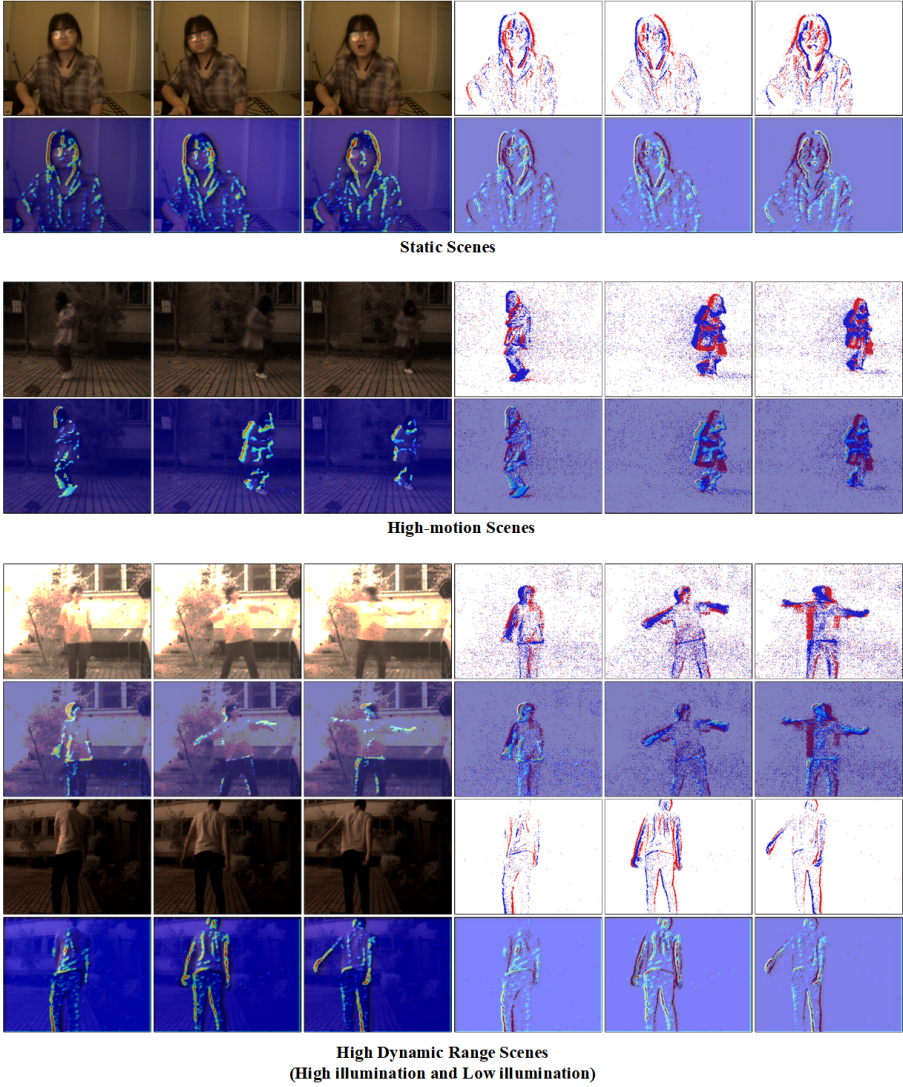 Static Scenes
High-motion Scenes
High Dynamic Range Scenes
(High illumination and Low illumination)